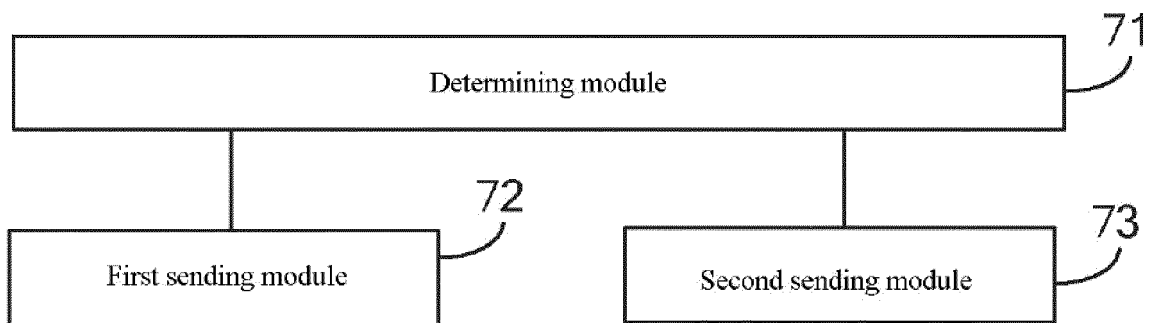 71
Determining module
72
First sending module
73
Second sending module